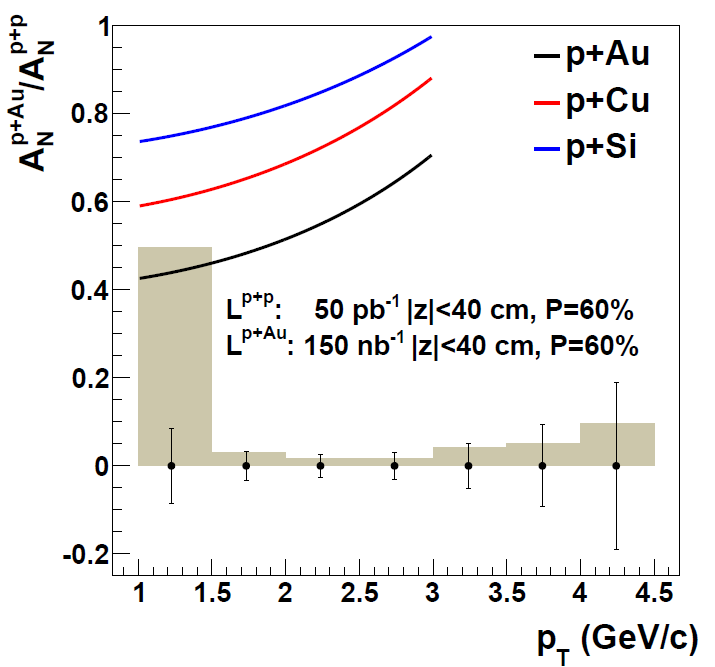 A_N^{p+Au}/A_N^{p+p}
1
0.8
0.6
0.4
0.2
0
-0.2
p+Au
p+Cu
p+Si
L^{p+p}: 50 pb^{-1} |z|<40 cm, P=60%
L^{p+Au}: 150 nb^{-1} |z|<40 cm, P=60%
1 1.5 2 2.5 3 3.5 4 4.5
p_T (GeV/c)